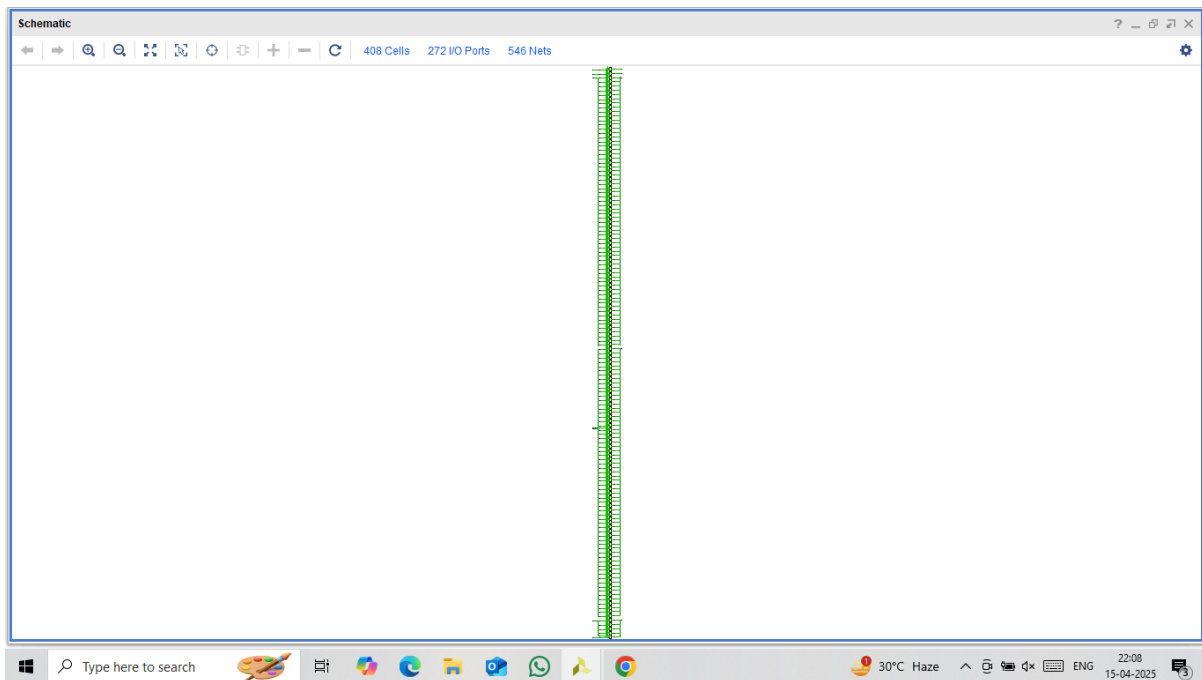 Schematic
408 Cells 272 I/O Ports 546 Nets
Type here to search
30°C Haze
ENG
22:08
15-04-2025
3